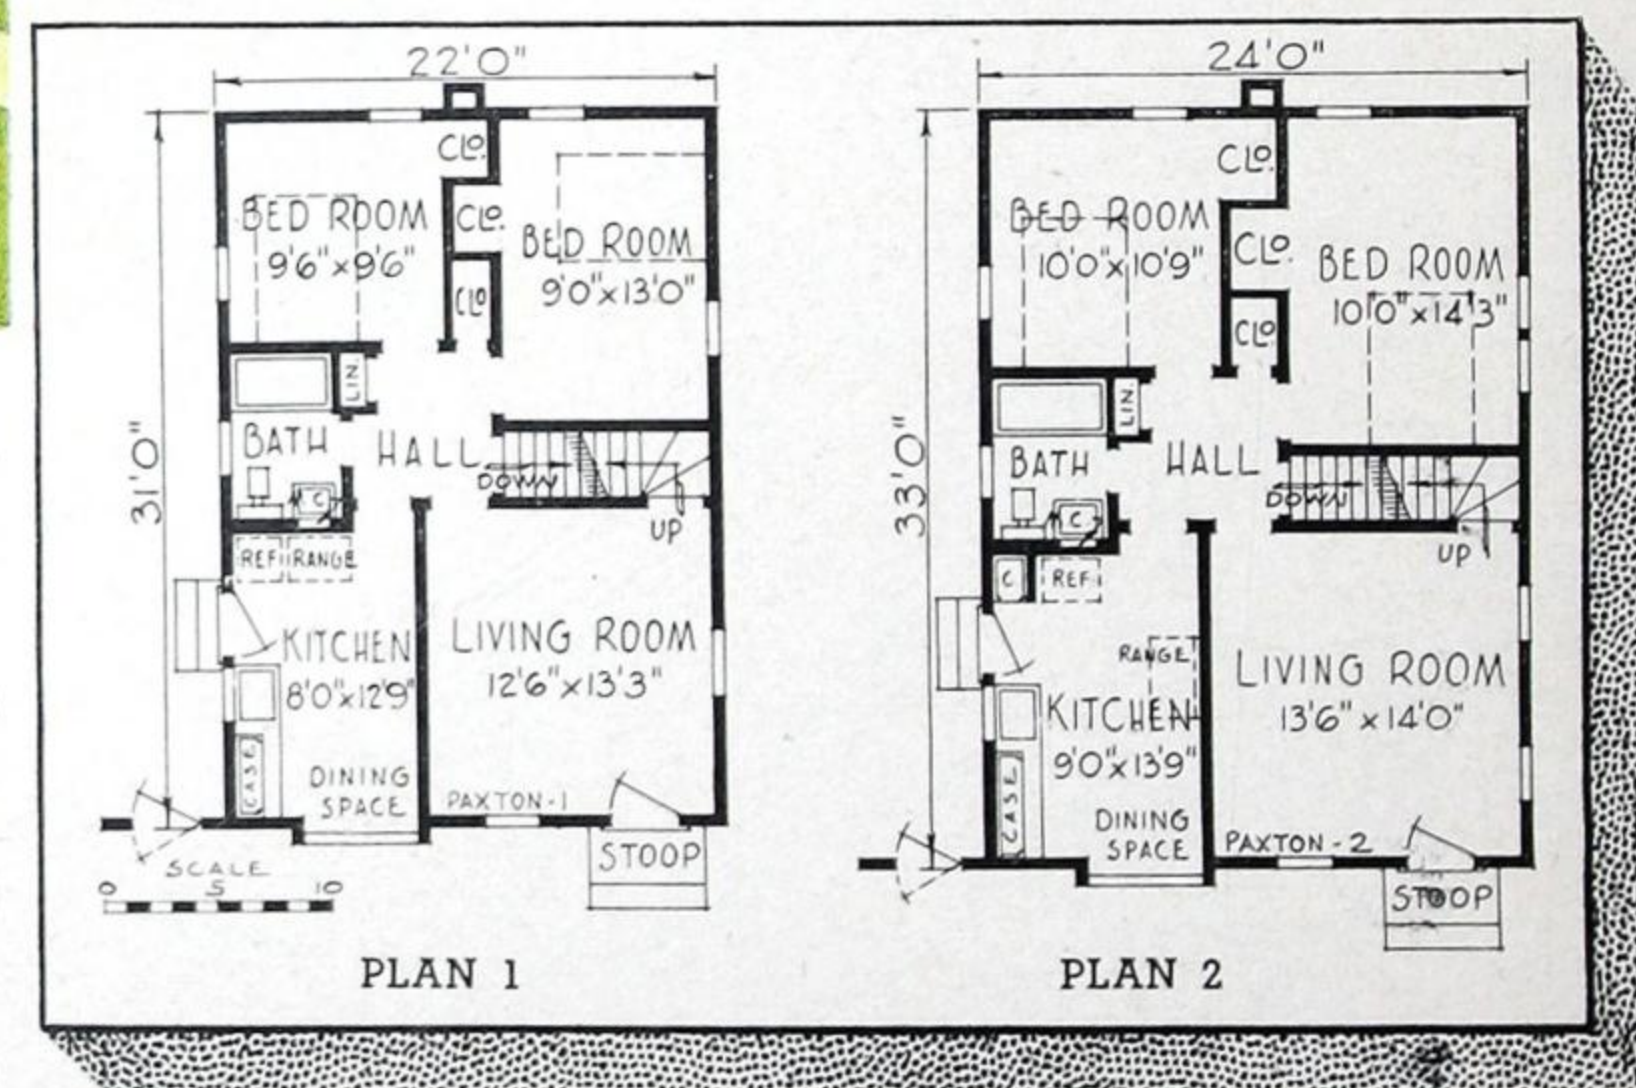 22'0"
CLO.
BED ROOM
9'6"x9'6"
CLO.
BED ROOM
9'0"x13'0"
CLO
LIN.
BATH
HALL
DOWN
C
UP
31'0"
REF.
RANGE
KITCHEN
8'0"x12'9"
LIVING ROOM
12'6"x13'3"
CASE
DINING
SPACE
PAXTON-1
STOOP
SCALE
0 5 10
PLAN 1
24'0"
CLO.
BED ROOM
10'0"x10'9"
CLO.
BED ROOM
10'0"x14'3"
CLO
LIN.
BATH
HALL
DOWN
C
UP
33'0"
C
REF.
RANGE
KITCHEN
9'0"x13'9"
LIVING ROOM
13'6"x14'0"
CASE
DINING
SPACE
PAXTON-2
STOOP
PLAN 2